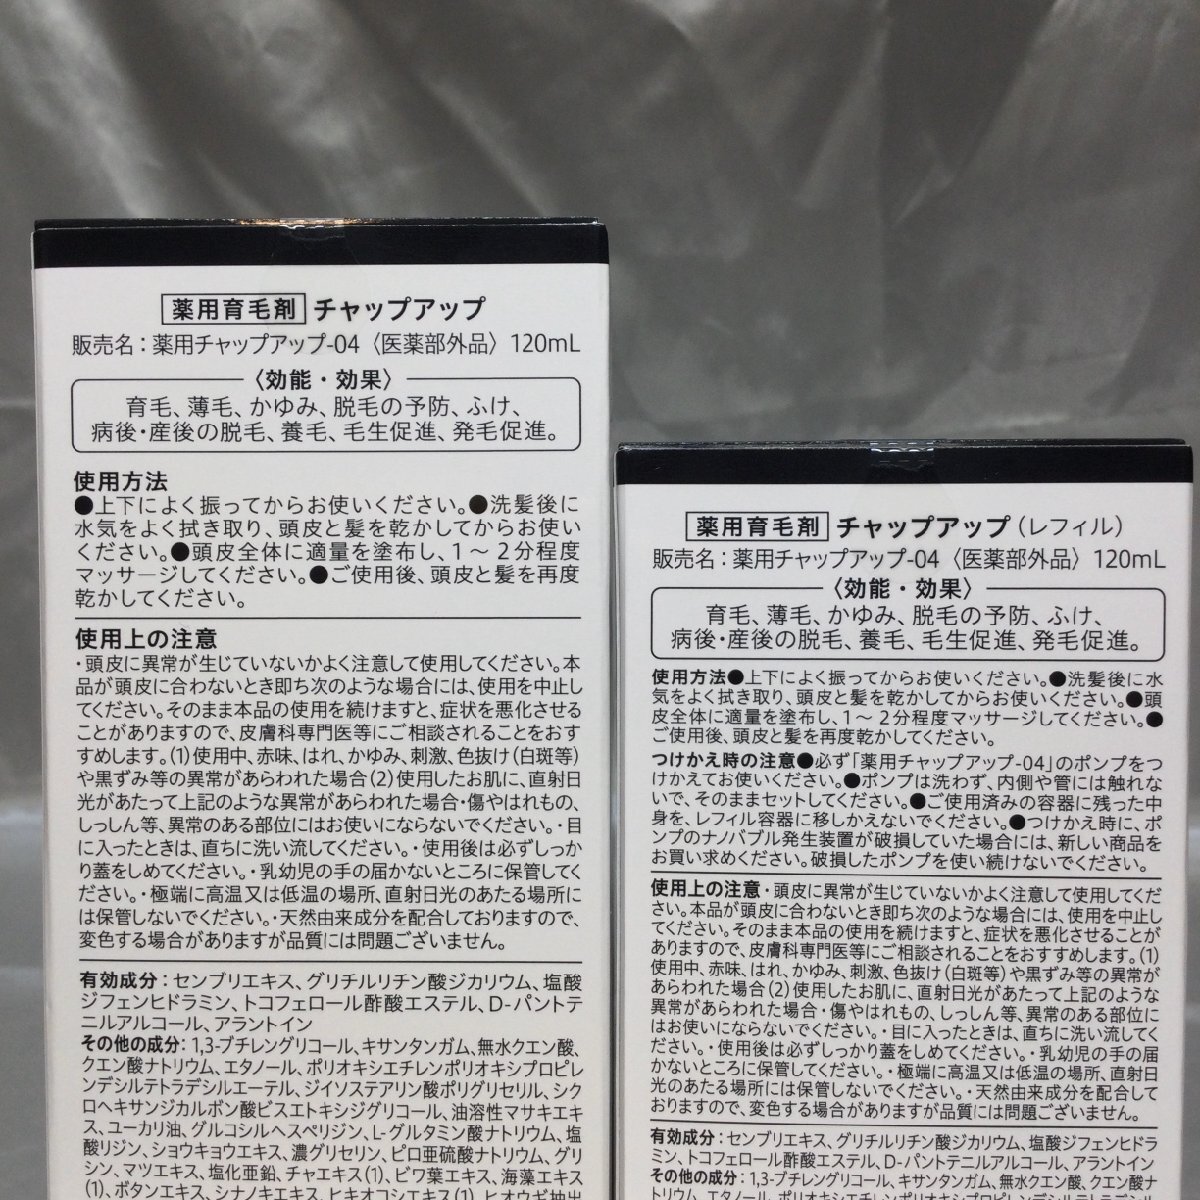 薬用育毛剤 チャップアップ
販売名：薬用チャップアップ-04〈医薬部外品〉120mL
〈効能・効果〉
育毛、薄毛、かゆみ、脱毛の予防、ふけ、
病後・産後の脱毛、養毛、毛生促進、発毛促進。
使用方法
●上下によく振ってからお使いください。●洗髪後に
水気をよく拭き取り、頭皮と髪を乾かしてからお使い
ください。●頭皮全体に適量を塗布し、1～2分程度
マッサージしてください。●ご使用後、頭皮と髪を再度
乾かしてください。
使用上の注意
・頭皮に異常が生じていないかよく注意して使用してください。本
品が頭皮に合わないとき即ち次のような場合には、使用を中止し
てください。そのまま本品の使用を続けますと、症状を悪化させる
ことがありますので、皮膚科専門医等にご相談されることをおす
すめします。(1)使用中、赤味、はれ、かゆみ、刺激、色抜け(白斑等)
や黒ずみ等の異常があらわれた場合(2)使用したお肌に、直射日
光があたって上記のような異常があらわれた場合・傷やはれもの、
しっしん等、異常のある部位にはお使いにならないでください。・目
に入ったときは、直ちに洗い流してください。・使用後は必ずしっか
り蓋をしめてください。・乳幼児の手の届かないところに保管してく
ださい。・極端に高温又は低温の場所、直射日光のあたる場所に
は保管しないでください。・天然由来成分を配合しておりますので、
変色する場合がありますが品質には問題ございません。
有効成分：センブリエキス、グリチルリチン酸ジカリウム、塩酸
ジフェンヒドラミン、トコフェロール酢酸エステル、D-パントテ
ニルアルコール、アラントイン
その他の成分：1,3-ブチレングリコール、キサンタンガム、無水クエン酸、
クエン酸ナトリウム、エタノール、ポリオキシエチレンポリオキシプロピレ
ンデシルテトラデシルエーテル、ジイソステアリン酸ポリグリセリル、シク
ロヘキサンジカルボン酸ビスエトキシジグリコール、油溶性マサキエキ
ス、ユーカリ油、グルコシルヘスペリジン、L-グルタミン酸ナトリウム、塩
酸リジン、ショウキョウエキス、濃グリセリン、ピロ亜硫酸ナトリウム、グリ
シン、マツエキス、塩化亜鉛、チャエキス(1)、ビワ葉エキス、海藻エキス
(1)、ボタンエキス、シナノキエキス、ヒキオコシエキス(1)、ヒオウギ抽出
薬用育毛剤 チャップアップ（レフィル）
販売名：薬用チャップアップ-04〈医薬部外品〉120mL
〈効能・効果〉
育毛、薄毛、かゆみ、脱毛の予防、ふけ、
病後・産後の脱毛、養毛、毛生促進、発毛促進。
使用方法●上下によく振ってからお使いください。●洗髪後に水
気をよく拭き取り、頭皮と髪を乾かしてからお使いください。●頭
皮全体に適量を塗布し、1～2分程度マッサージしてください。●
ご使用後、頭皮と髪を再度乾かしてください。
つけかえ時の注意●必ず「薬用チャップアップ-04」のポンプをつ
けかえてお使いください。●ポンプは洗わず、内側や管には触れな
いで、そのままセットしてください。●ご使用済みの容器に残った中
身を、レフィル容器に移しかえないでください。●つけかえ時に、ポ
ンプのナノバブル発生装置が破損していた場合には、新しい商品を
お買い求めください。破損したポンプを使い続けないでください。
使用上の注意・頭皮に異常が生じていないかよく注意して使用してくだ
さい。本品が頭皮に合わないとき即ち次のような場合には、使用を中止し
てください。そのまま本品の使用を続けますと、症状を悪化させることが
ありますので、皮膚科専門医等にご相談されることをおすすめします。(1)
使用中、赤味、はれ、かゆみ、刺激、色抜け(白斑等)や黒ずみ等の異常が
あらわれた場合(2)使用したお肌に、直射日光があたって上記のような
異常があらわれた場合・傷やはれもの、しっしん等、異常のある部位に
はお使いにならないでください。・目に入ったときは、直ちに洗い流してく
ださい。・使用後は必ずしっかり蓋をしめてください。・乳幼児の手の届
かないところに保管してください。・極端に高温又は低温の場所、直射日
光のあたる場所には保管しないでください。・天然由来成分を配合して
おりますので、変色する場合がありますが品質には問題ございません。
有効成分：センブリエキス、グリチルリチン酸ジカリウム、塩酸ジフェンヒドラ
ミン、トコフェロール酢酸エステル、D-パントテニルアルコール、アラントイン
その他の成分：1,3-ブチレングリコール、キサンタンガム、無水クエン酸、クエン酸ナ
トリウム、エタノール、ポリオキシエチレンポリオキシプロピレンデシルテトラデシル